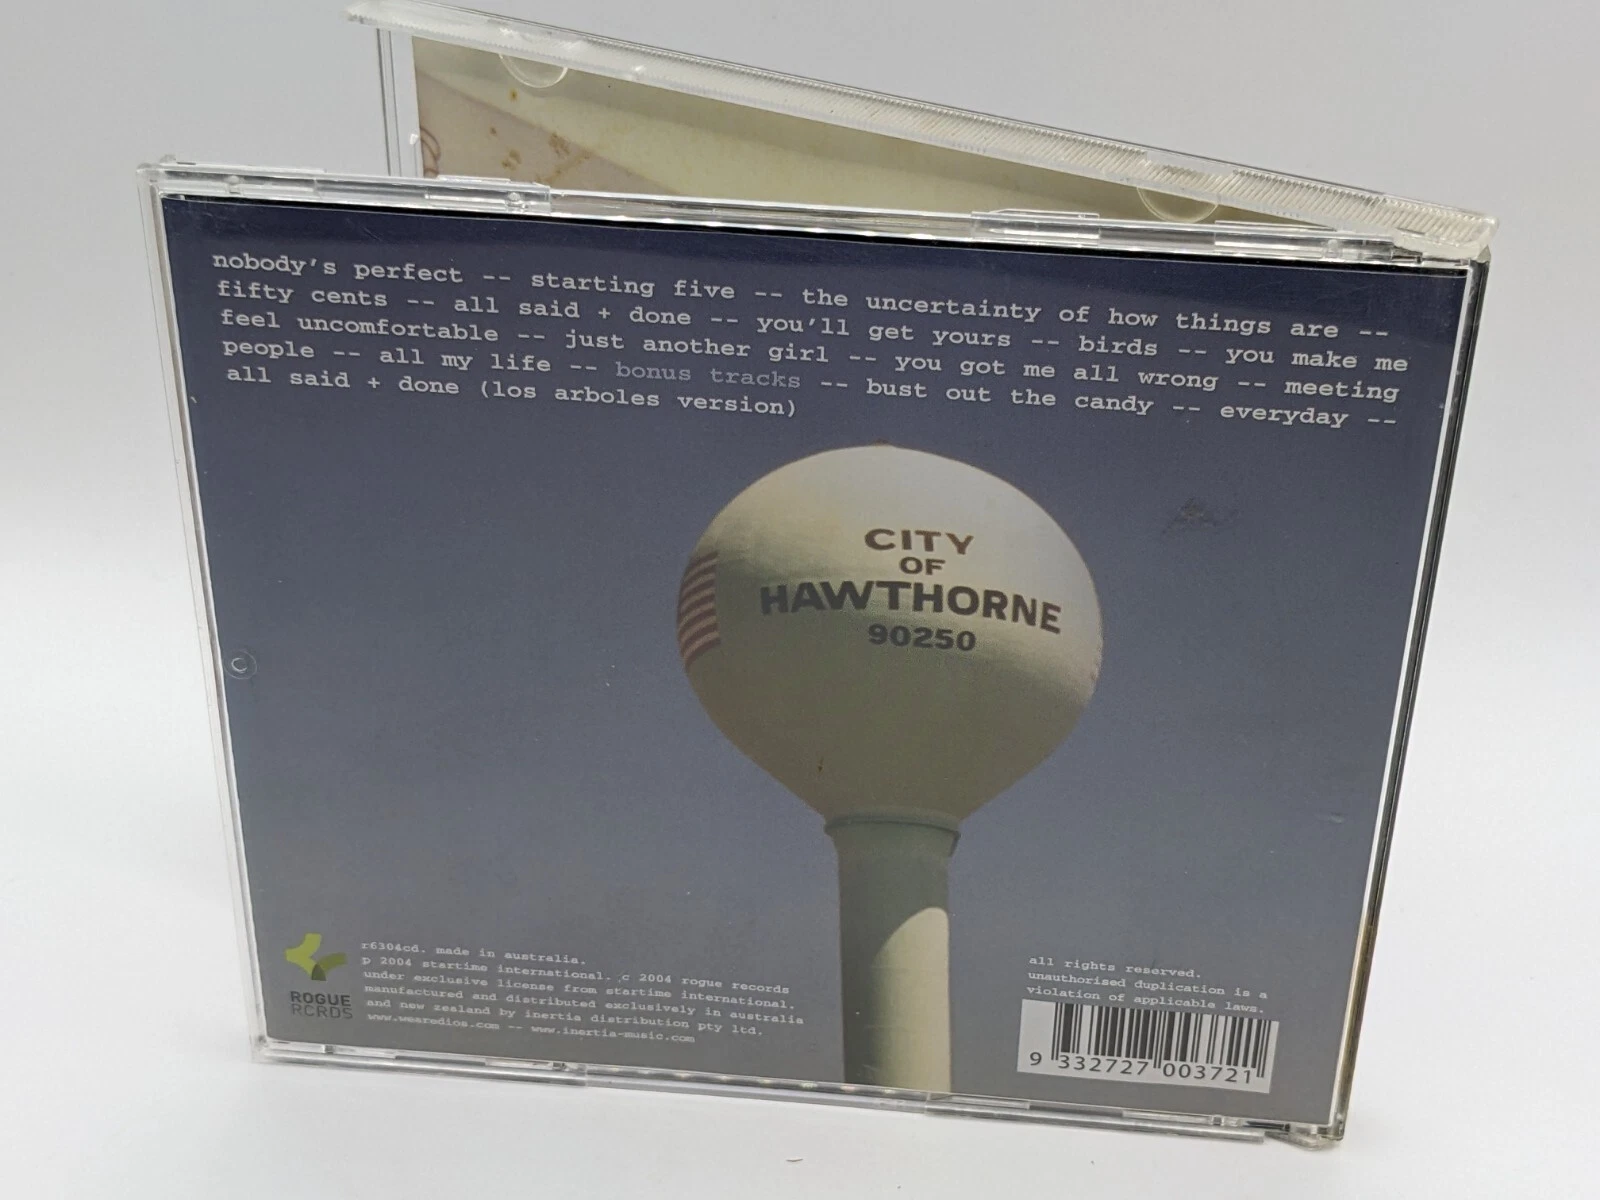 nobody's perfect -- starting five -- the uncertainty of how things are --
fifty cents -- all said + done -- you'll get yours -- birds -- you make me
feel uncomfortable -- just another girl -- you got me all wrong -- meeting
people -- all my life -- bonus tracks -- bust out the candy -- everyday --
all said + done (los arboles version)
CITY
OF
HAWTHORNE
90250
ROGUE
RCRDS
r6304cd. made in australia.
p 2004 startime international. c 2004 rogue records
under exclusive license from startime international.
manufactured and distributed exclusively in australia
and new zealand by inertia distribution pty ltd.
www.wearedios.com -- www.inertia-music.com
all rights reserved.
unauthorised duplication is a
violation of applicable laws.
9 332727 003721